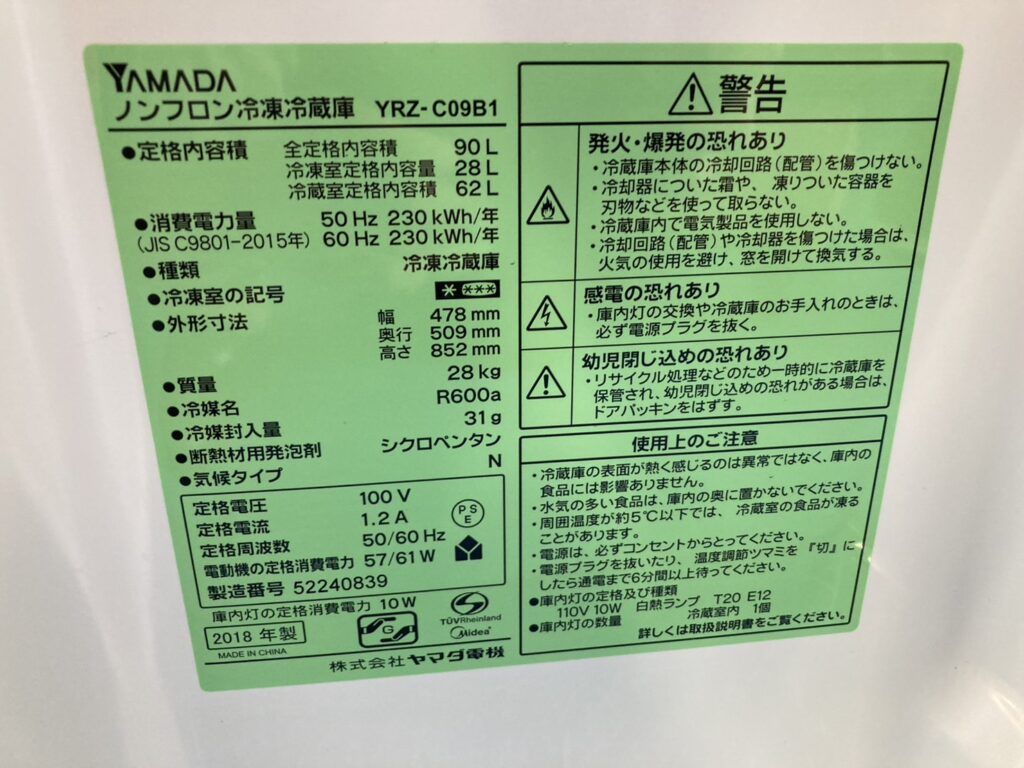 YAMADA
ノンフロン冷凍冷蔵庫 YRZ-C09B1
●定格内容積 全定格内容積 90 L
冷凍室定格内容量 28 L
冷蔵室定格内容積 62 L
●消費電力量 50 Hz 230 kWh/年
(JIS C9801-2015年) 60 Hz 230 kWh/年
●種類 冷凍冷蔵庫
●冷凍室の記号
●外形寸法 幅 478 mm
奥行 509 mm
高さ 852 mm
●質量 28 kg
●冷媒名 R600a
●冷媒封入量 31 g
●断熱材用発泡剤 シクロペンタン
●気候タイプ N
定格電圧 100 V
定格電流 1.2 A
定格周波数 50/60 Hz
電動機の定格消費電力 57/61 W
製造番号 52240839
PS
E
庫内灯の定格消費電力 10W
2018 年製
MADE IN CHINA
G
TÜVRheinland
Midea
株式会社ヤマダ電機
警告
発火・爆発の恐れあり
・冷蔵庫本体の冷却回路(配管)を傷つけない。
・冷却器についた霜や、凍りついた容器を
刃物などを使って取らない。
・冷蔵庫内で電気製品を使用しない。
・冷却回路(配管)や冷却器を傷つけた場合は、
火気の使用を避け、窓を開けて換気する。
感電の恐れあり
・庫内灯の交換や冷蔵庫のお手入れのときは、
必ず電源プラグを抜く。
幼児閉じ込めの恐れあり
・リサイクル処理などのため一時的に冷蔵庫を
保管され、幼児閉じ込めの恐れがある場合は、
ドアパッキンをはずす。
使用上のご注意
・冷蔵庫の表面が熱く感じるのは異常ではなく、庫内の
食品には影響ありません。
・水気の多い食品は、庫内の奥に置かないでください。
・周囲温度が約5℃以下では、冷蔵室の食品が凍る
ことがあります。
・電源は、必ずコンセントからとってください。
・電源プラグを抜いたり、温度調節ツマミを『切』に
したら通電まで6分間以上待ってください。
●庫内灯の定格及び種類
110V 10W 白熱ランプ T20 E12
●庫内灯の数量 冷蔵室内 1個
詳しくは取扱説明書をご覧ください。